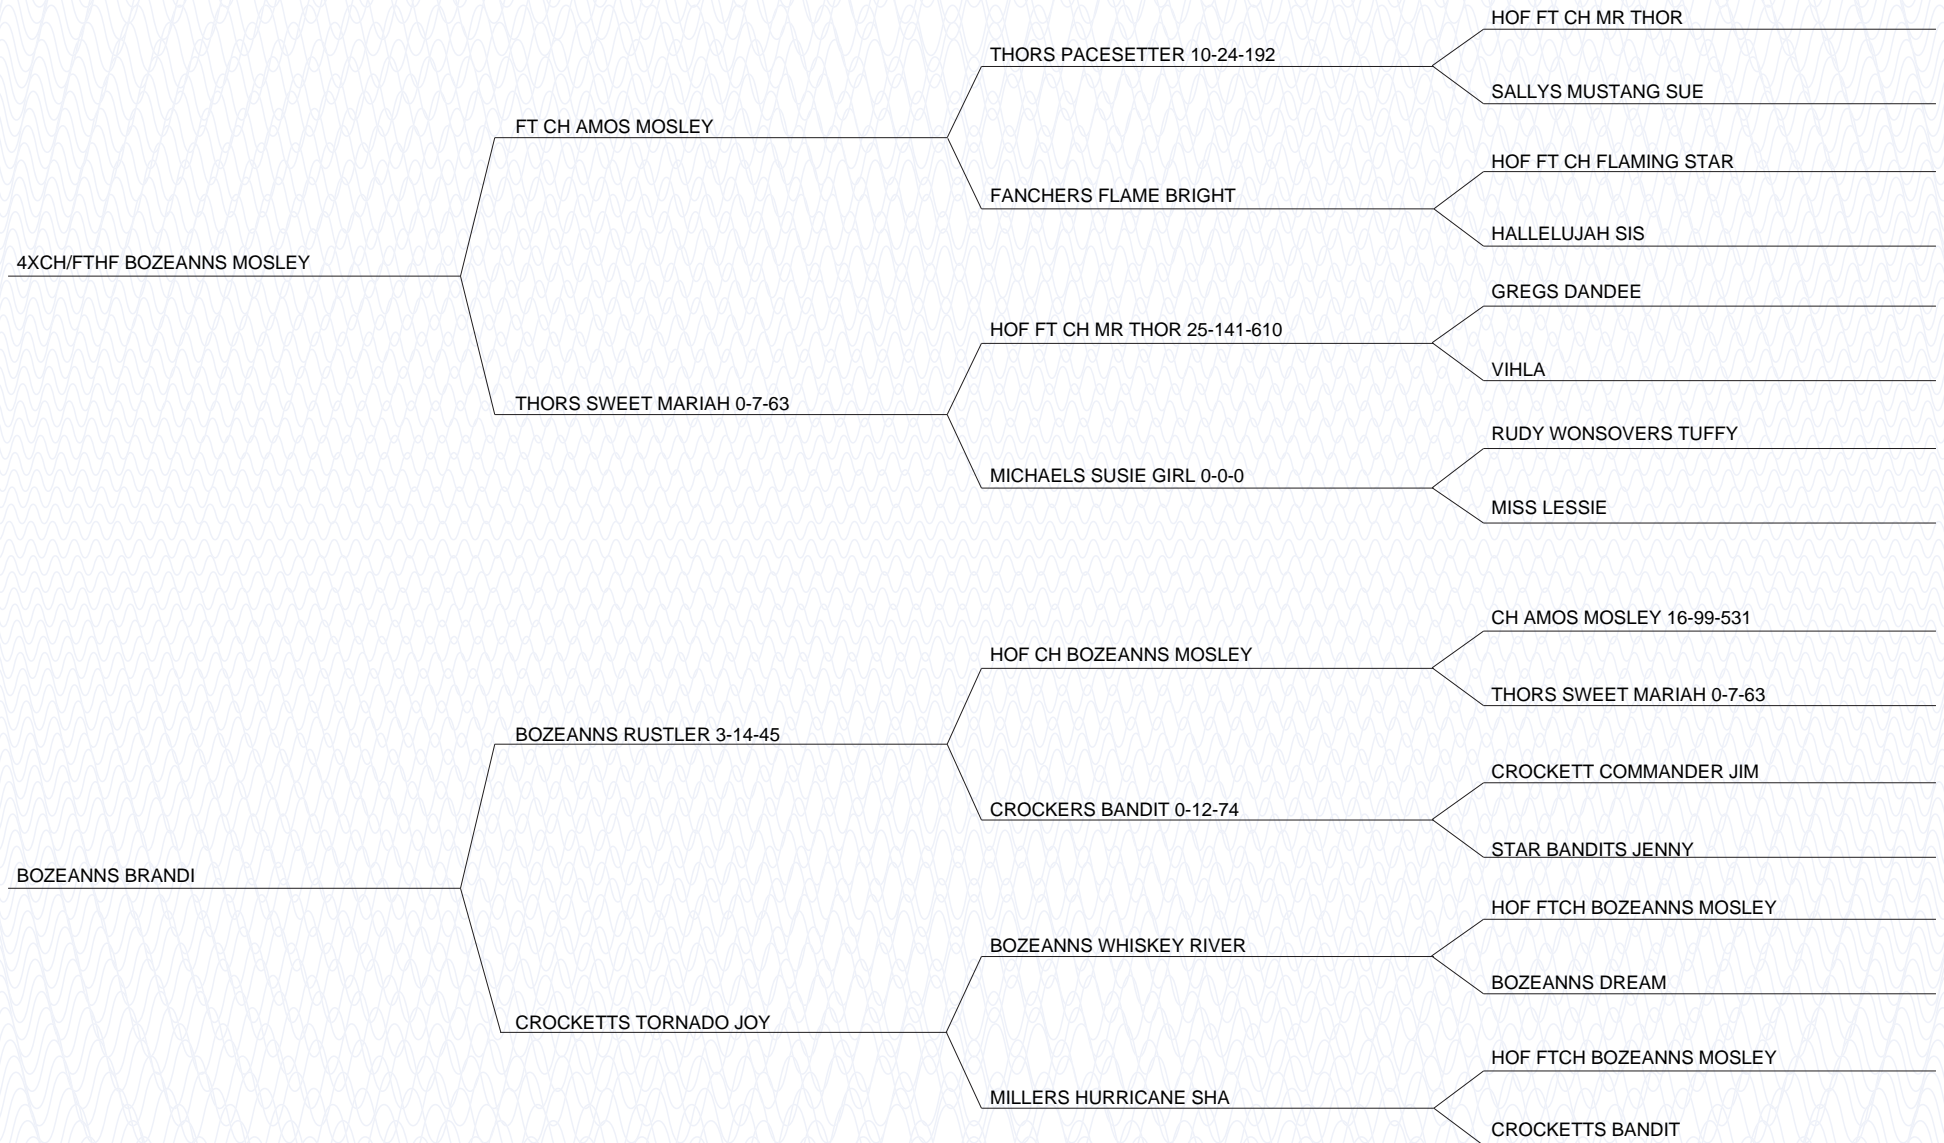 HOF FT CH MR THOR
THORS PACESETTER 10-24-192
SALLYS MUSTANG SUE
FT CH AMOS MOSLEY
HOF FT CH FLAMING STAR
FANCHERS FLAME BRIGHT
HALLELUJAH SIS
4XCH/FTHF BOZEANNS MOSLEY
GREGS DANDEE
HOF FT CH MR THOR 25-141-610
VIHLA
THORS SWEET MARIAH 0-7-63
RUDY WONSOVERS TUFFY
MICHAELS SUSIE GIRL 0-0-0
MISS LESSIE
CH AMOS MOSLEY 16-99-531
HOF CH BOZEANNS MOSLEY
THORS SWEET MARIAH 0-7-63
BOZEANNS RUSTLER 3-14-45
CROCKETT COMMANDER JIM
CROCKERS BANDIT 0-12-74
STAR BANDITS JENNY
BOZEANNS BRANDI
HOF FTCH BOZEANNS MOSLEY
BOZEANNS WHISKEY RIVER
BOZEANNS DREAM
CROCKETTS TORNADO JOY
HOF FTCH BOZEANNS MOSLEY
MILLERS HURRICANE SHA
CROCKETTS BANDIT